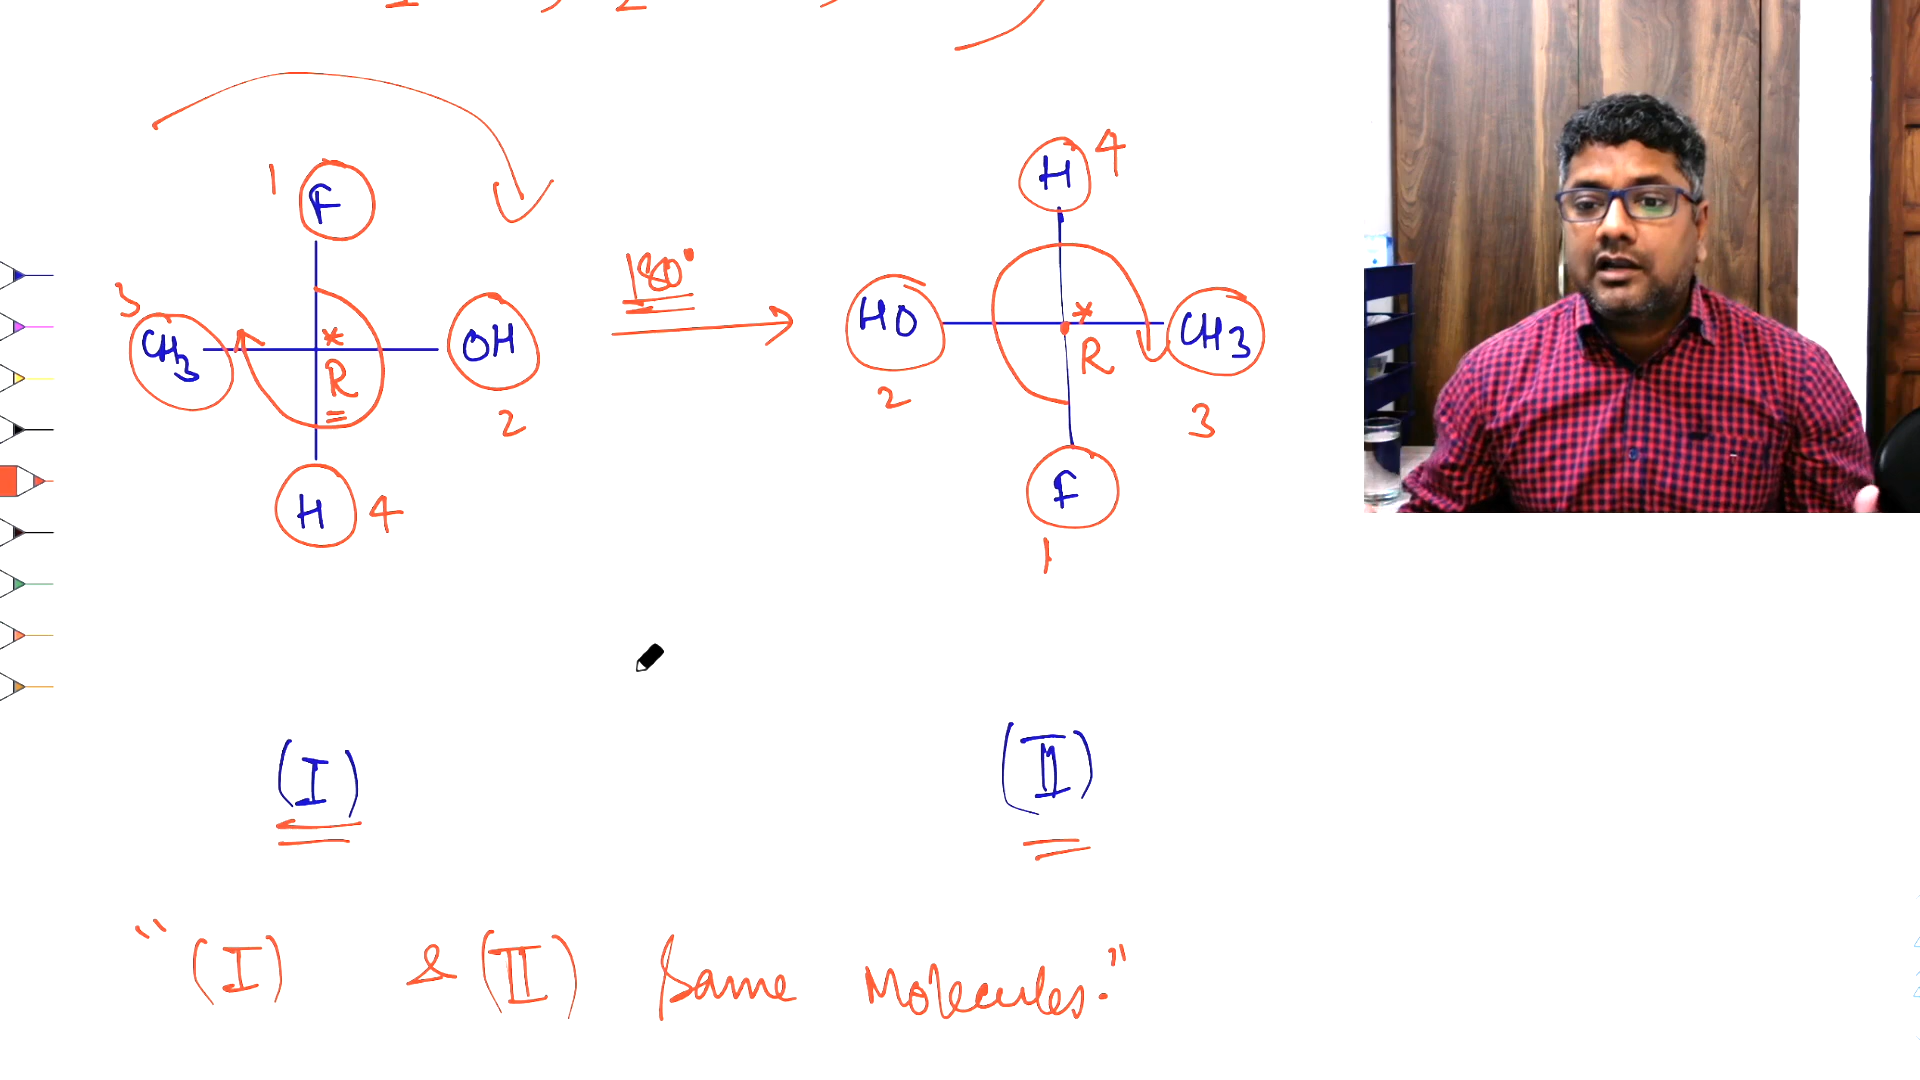 1 F
H 4
180°
3 CH3 * OH
HO * CH3
R
R
2
2
3
H 4
F
1
(I)
(II)
"(I) & (II) Same Molecules."